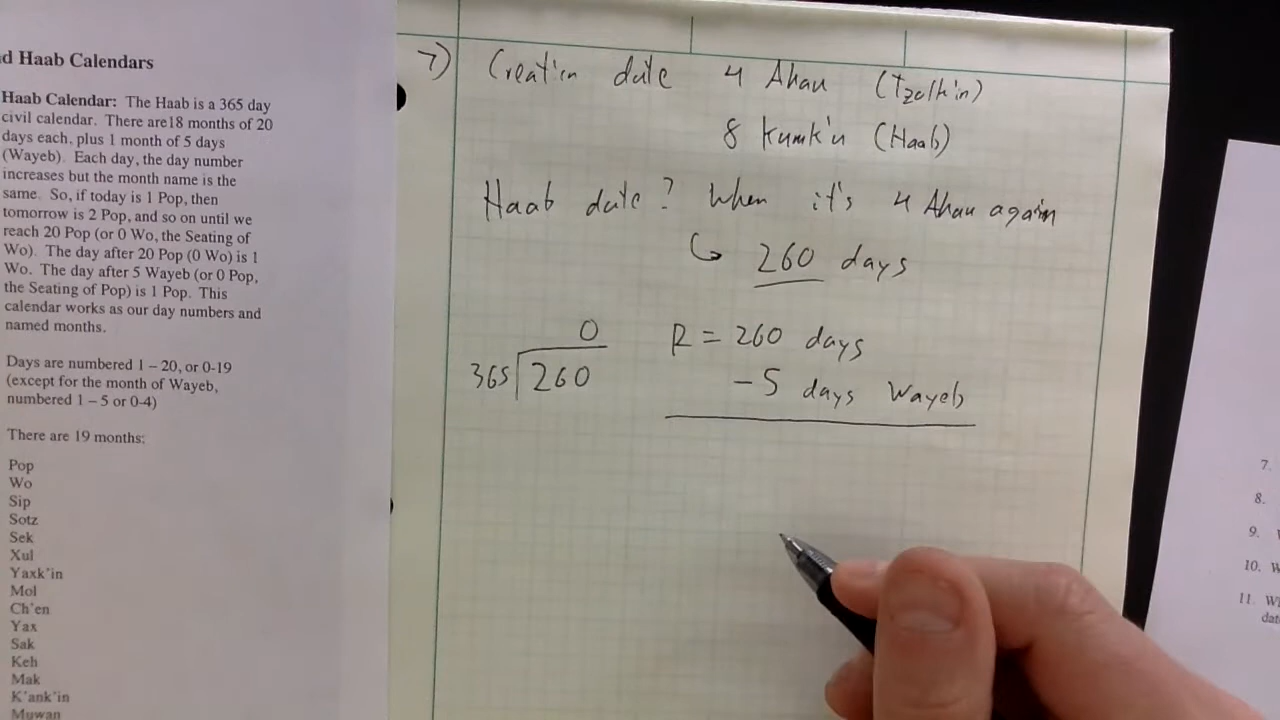 d Haab Calendars
Haab Calendar: The Haab is a 365 day
civil calendar. There are18 months of 20
days each, plus 1 month of 5 days
(Wayeb). Each day, the day number
increases but the month name is the
same. So, if today is 1 Pop, then
tomorrow is 2 Pop, and so on until we
reach 20 Pop (or 0 Wo, the Seating of
Wo). The day after 20 Pop (0 Wo) is 1
Wo. The day after 5 Wayeb (or 0 Pop,
the Seating of Pop) is 1 Pop. This
calendar works as our day numbers and
named months.
Days are numbered 1 – 20, or 0-19
(except for the month of Wayeb,
numbered 1 – 5 or 0-4)
There are 19 months:
Pop
Wo
Sip
Sotz
Sek
Xul
Yaxk'in
Mol
Ch'en
Yax
Sak
Keh
Mak
K'ank'in
Muwan
7) Creation date 4 Ahau (Tzolk'in)
8 Kumk'u (Haab)
Haab date? When it's 4 Ahau again
↳ 260 days
0
365 260
R = 260 days
-5 days Wayeb
7.
8.
9.
10. W
11. Wi
dat